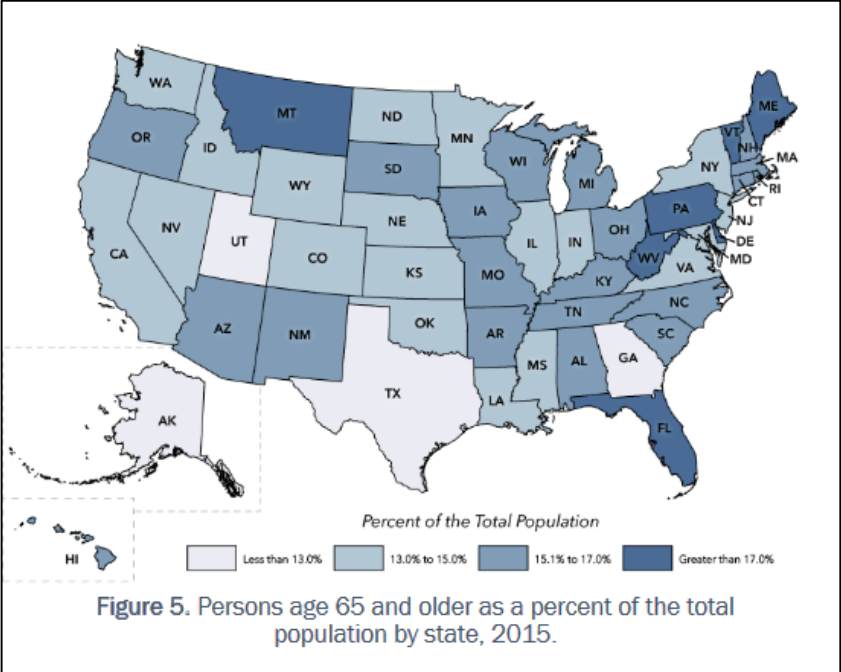 WA
MT
ND
MN
ME
VT
NH
OR
ID
SD
WI
MI
NY
MA
RI
CT
WY
IA
PA
NJ
NE
OH
DE
NV
UT
IL
IN
MD
CA
CO
WV
KS
MO
VA
KY
NC
TN
AZ
NM
OK
AR
SC
MS
AL
GA
TX
LA
AK
FL
HI
Percent of the Total Population
Less than 13.0%
13.0% to 15.0%
15.1% to 17.0%
Greater than 17.0%
Figure 5. Persons age 65 and older as a percent of the total
population by state, 2015.